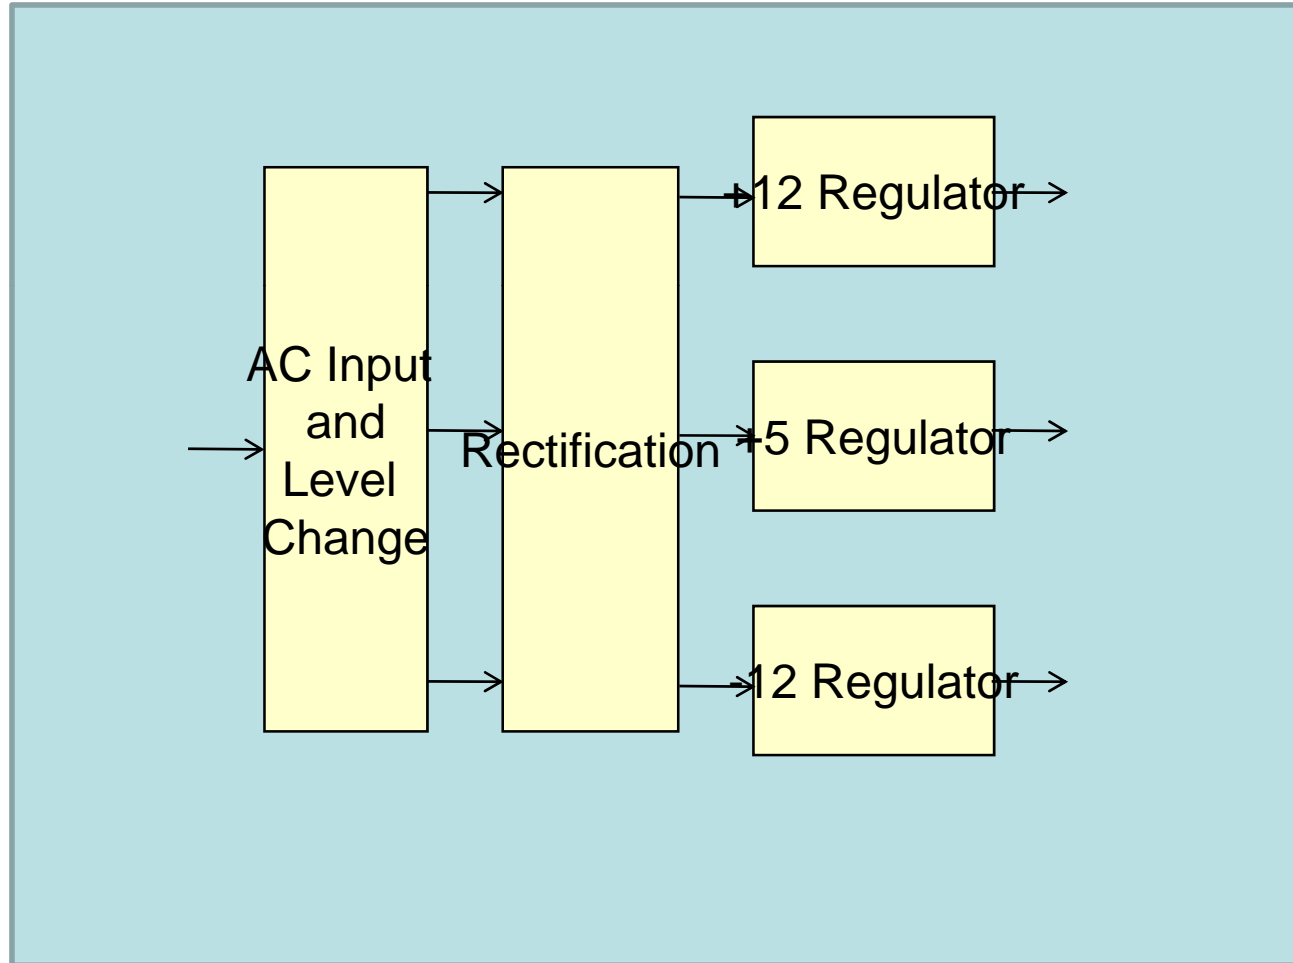 AC Input
and
Level
Change
Rectification
+12 Regulator
+5 Regulator
-12 Regulator